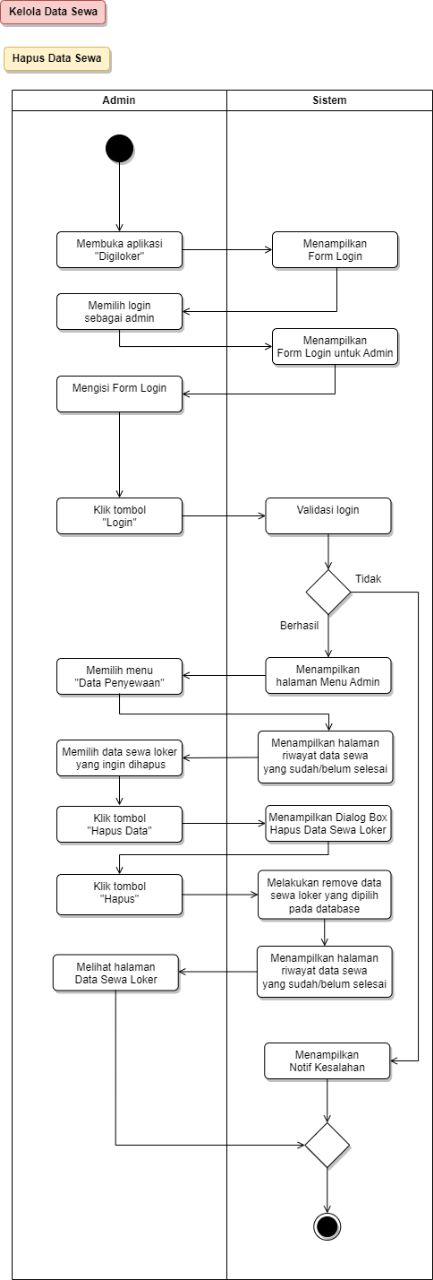 Kelola Data Sewa
Hapus Data Sewa
Admin
Sistem
Membuka aplikasi
"Digiloker"
Menampilkan
Form Login
Memilih login
sebagai admin
Menampilkan
Form Login untuk Admin
Mengisi Form Login
Klik tombol
"Login"
Validasi login
Tidak
Berhasil
Menampilkan
halaman Menu Admin
Memilih menu
"Data Penyewaan"
Menampilkan halaman
riwayat data sewa
yang sudah/belum selesai
Memilih data sewa loker
yang ingin dihapus
Klik tombol
"Hapus Data"
Menampilkan Dialog Box
Hapus Data Sewa Loker
Klik tombol
"Hapus"
Melakukan remove data
sewa loker yang dipilih
pada database
Menampilkan halaman
riwayat data sewa
yang sudah/belum selesai
Melihat halaman
Data Sewa Loker
Menampilkan
Notif Kesalahan